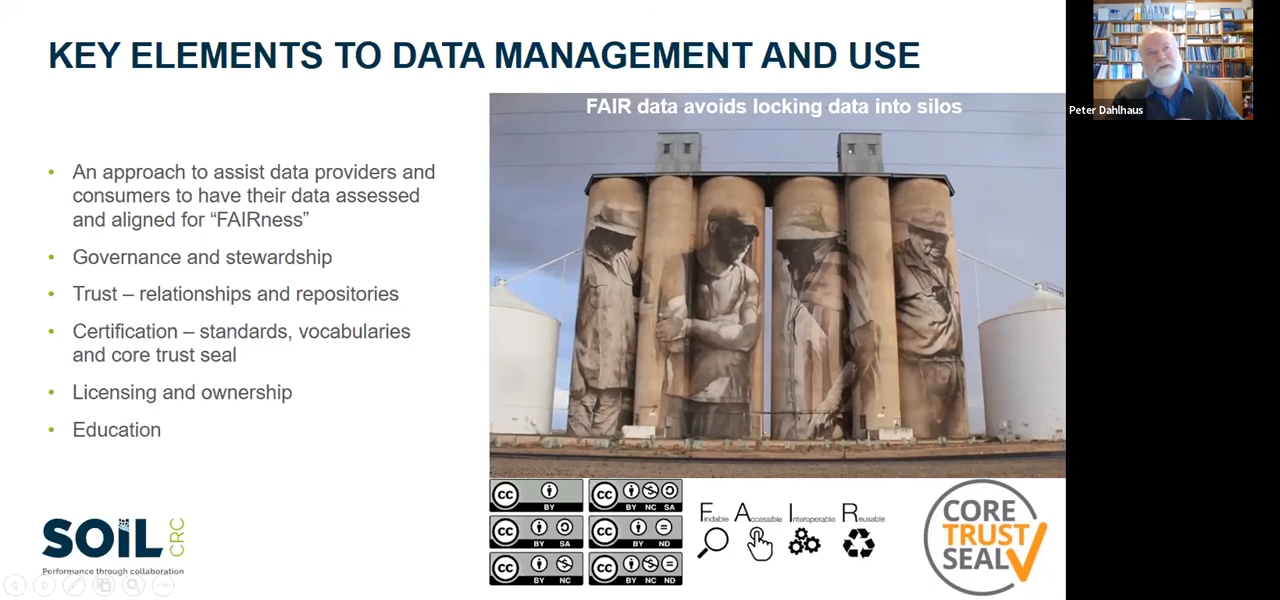 KEY ELEMENTS TO DATA MANAGEMENT AND USE
Peter Dahlhaus
FAIR data avoids locking data into silos
• An approach to assist data providers and
consumers to have their data assessed
and aligned for “FAIRness”
• Governance and stewardship
• Trust – relationships and repositories
• Certification – standards, vocabularies
and core trust seal
• Licensing and ownership
• Education
SOIL CRC
Performance through collaboration
CC BY
CC BY NC SA
CC BY SA
CC BY ND
CC BY NC
CC BY NC ND
Findable Accessible Interoperable Reusable
CORE
TRUST
SEAL